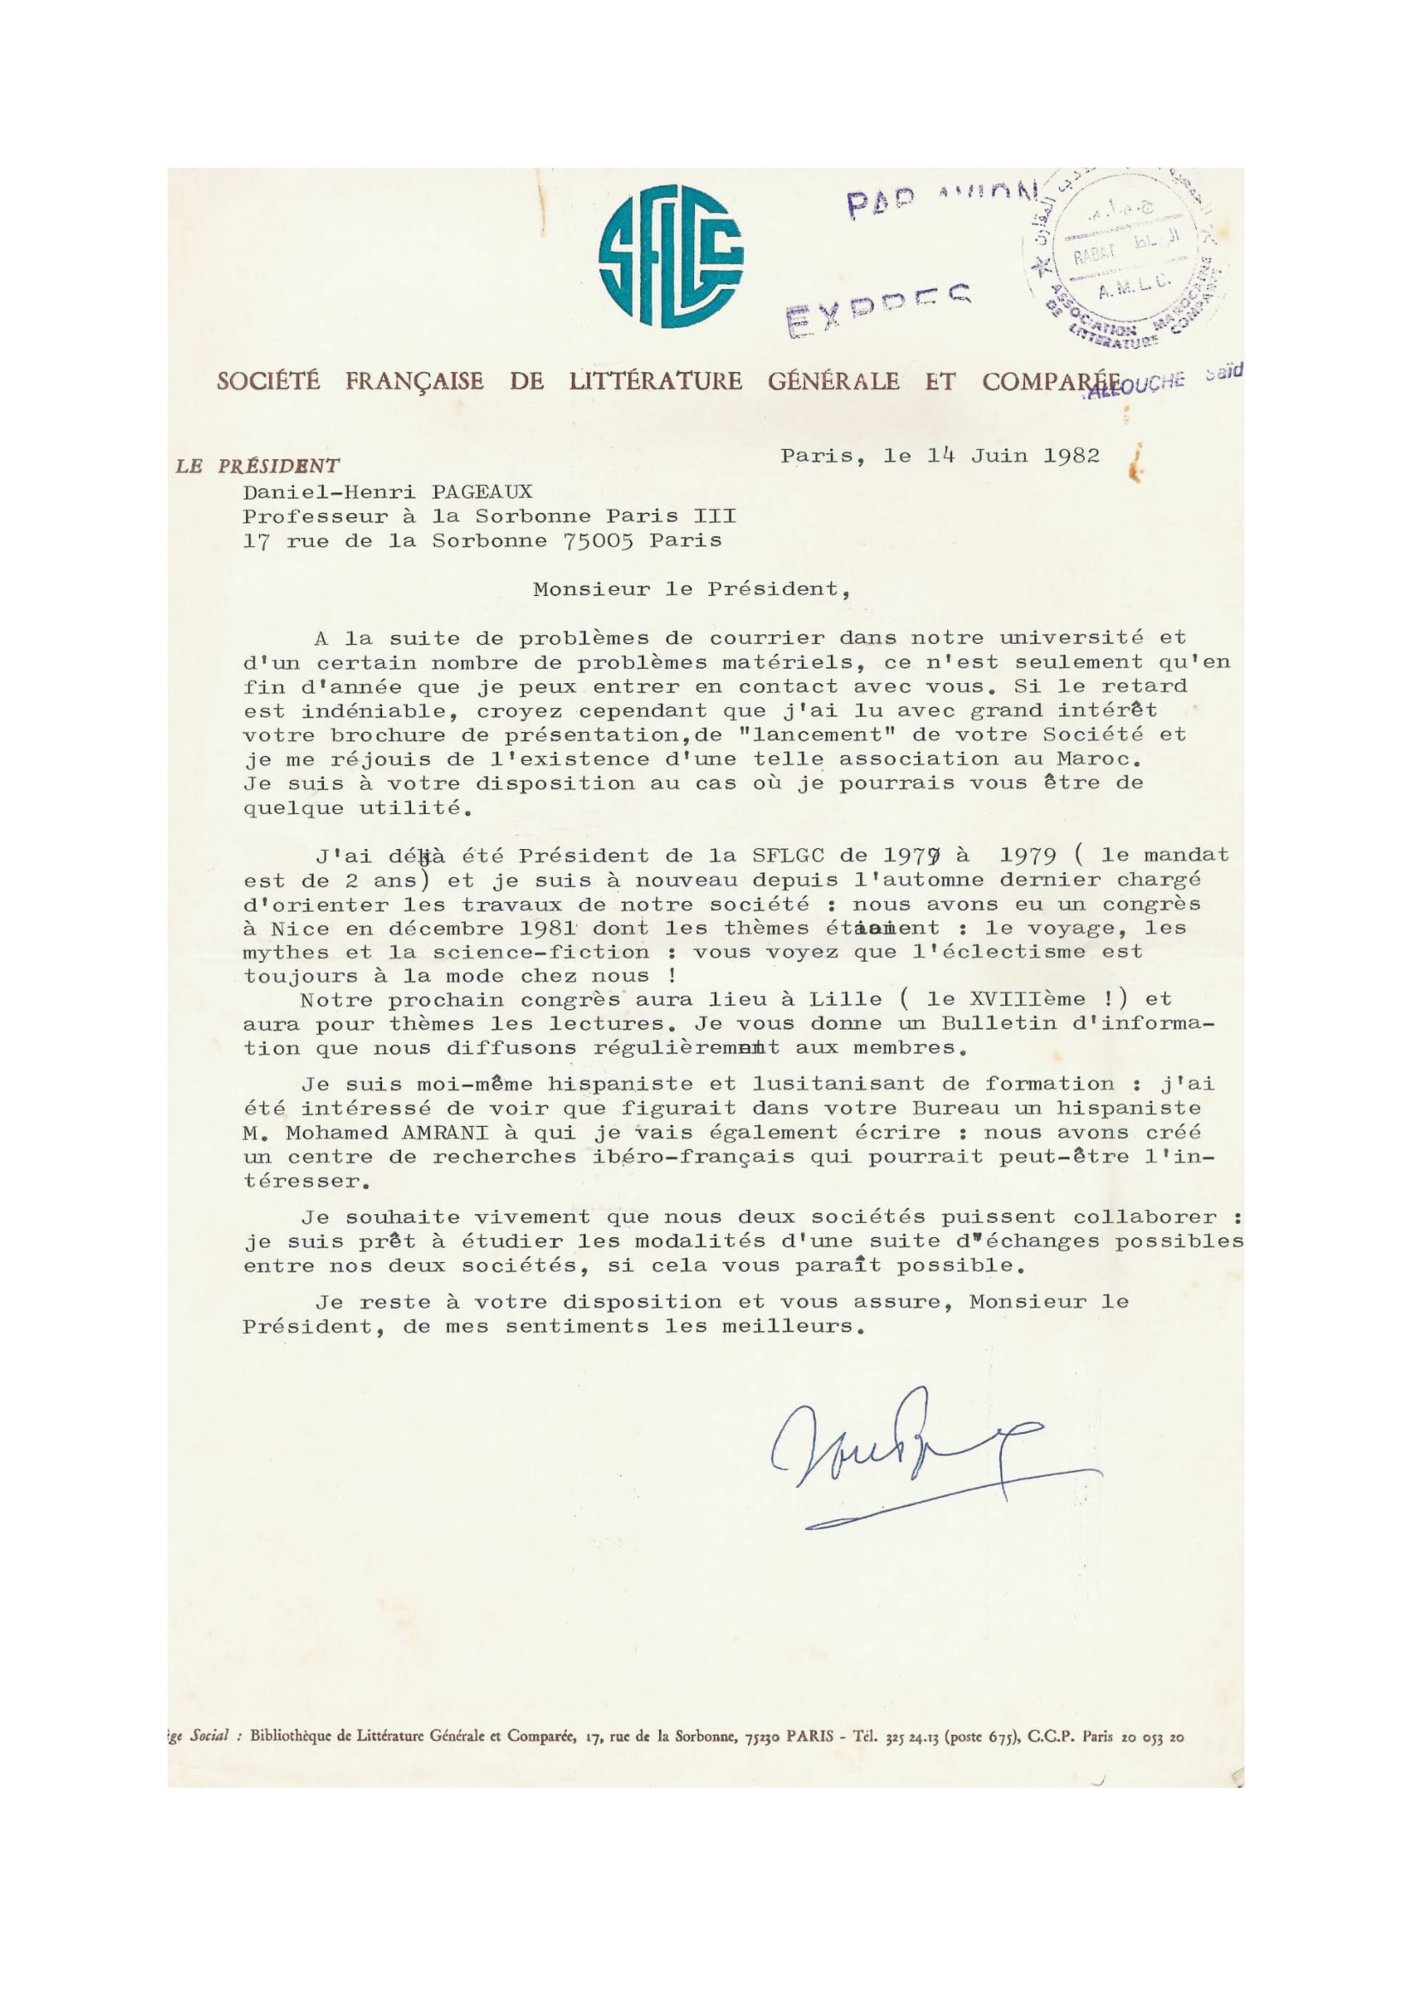 SFLGC
PAR AVION
EXPRES
RABAT الرباط
A.M.L.C.
ASSOCIATION MAROCAINE
DE LITTERATURE COMPARÉE
SOCIÉTÉ FRANÇAISE DE LITTÉRATURE GÉNÉRALE ET COMPARÉE
ALLOUCHE Saïd
LE PRÉSIDENT
Paris, le 14 Juin 1982
Daniel-Henri PAGEAUX
Professeur à la Sorbonne Paris III
17 rue de la Sorbonne 75005 Paris
Monsieur le Président,
A la suite de problèmes de courrier dans notre université et
d'un certain nombre de problèmes matériels, ce n'est seulement qu'en
fin d'année que je peux entrer en contact avec vous. Si le retard
est indéniable, croyez cependant que j'ai lu avec grand intérêt
votre brochure de présentation,de "lancement" de votre Société et
je me réjouis de l'existence d'une telle association au Maroc.
Je suis à votre disposition au cas où je pourrais vous être de
quelque utilité.
J'ai déjà été Président de la SFLGC de 1977 à 1979 ( le mandat
est de 2 ans) et je suis à nouveau depuis l'automne dernier chargé
d'orienter les travaux de notre société : nous avons eu un congrès
à Nice en décembre 1981 dont les thèmes étaient : le voyage, les
mythes et la science-fiction : vous voyez que l'éclectisme est
toujours à la mode chez nous !
Notre prochain congrès aura lieu à Lille ( le XVIIIème !) et
aura pour thèmes les lectures. Je vous donne un Bulletin d'informa-
tion que nous diffusons régulièrement aux membres.
Je suis moi-même hispaniste et lusitanisant de formation : j'ai
été intéressé de voir que figurait dans votre Bureau un hispaniste
M. Mohamed AMRANI à qui je vais également écrire : nous avons créé
un centre de recherches ibéro-français qui pourrait peut-être l'in-
téresser.
Je souhaite vivement que nous deux sociétés puissent collaborer :
je suis prêt à étudier les modalités d'une suite d'échanges possibles
entre nos deux sociétés, si cela vous paraît possible.
Je reste à votre disposition et vous assure, Monsieur le
Président, de mes sentiments les meilleurs.
ège Social : Bibliothèque de Littérature Générale et Comparée, 17, rue de la Sorbonne, 75230 PARIS - Tél. 325 24.13 (poste 675), C.C.P. Paris 20 053 20